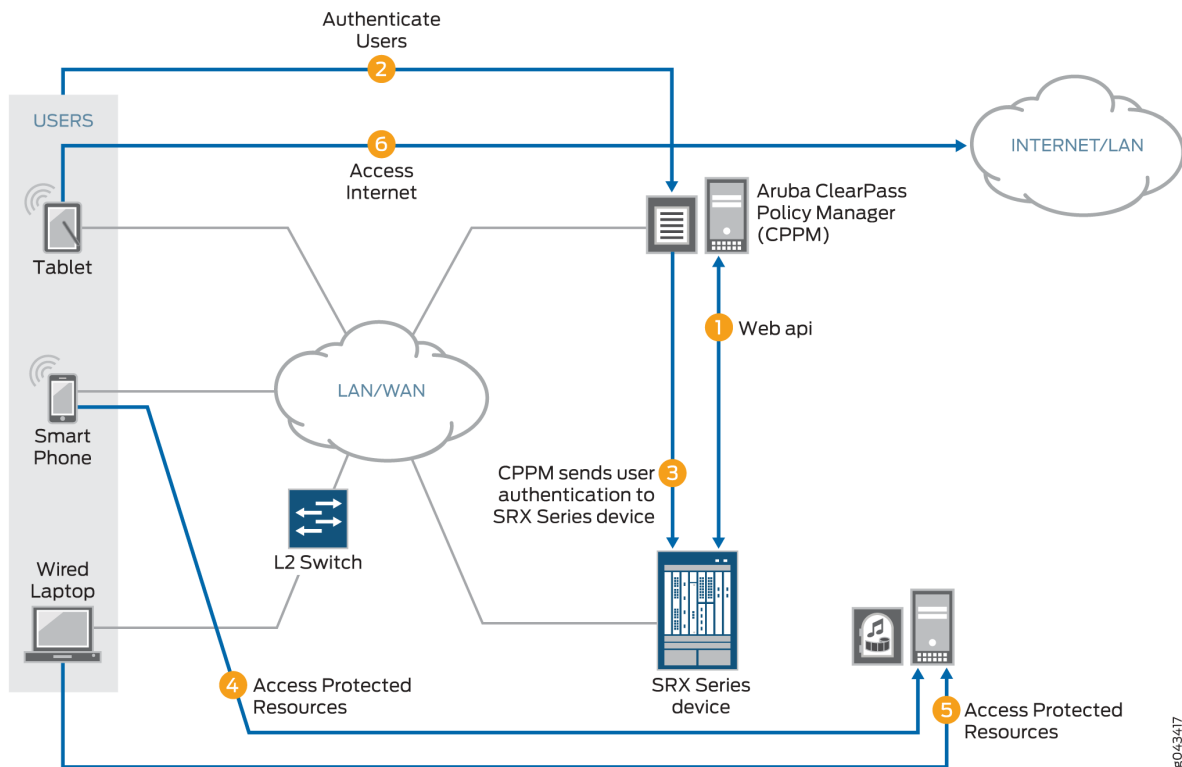 Authenticate
Users
2
USERS
6
Access
Internet
INTERNET/LAN
Aruba ClearPass
Policy Manager
(CPPM)
Tablet
1 Web api
LAN/WAN
Smart
Phone
CPPM sends user
authentication to
SRX Series device
3
L2 Switch
Wired
Laptop
4 Access Protected
Resources
SRX Series
device
5 Access Protected
Resources
g043417